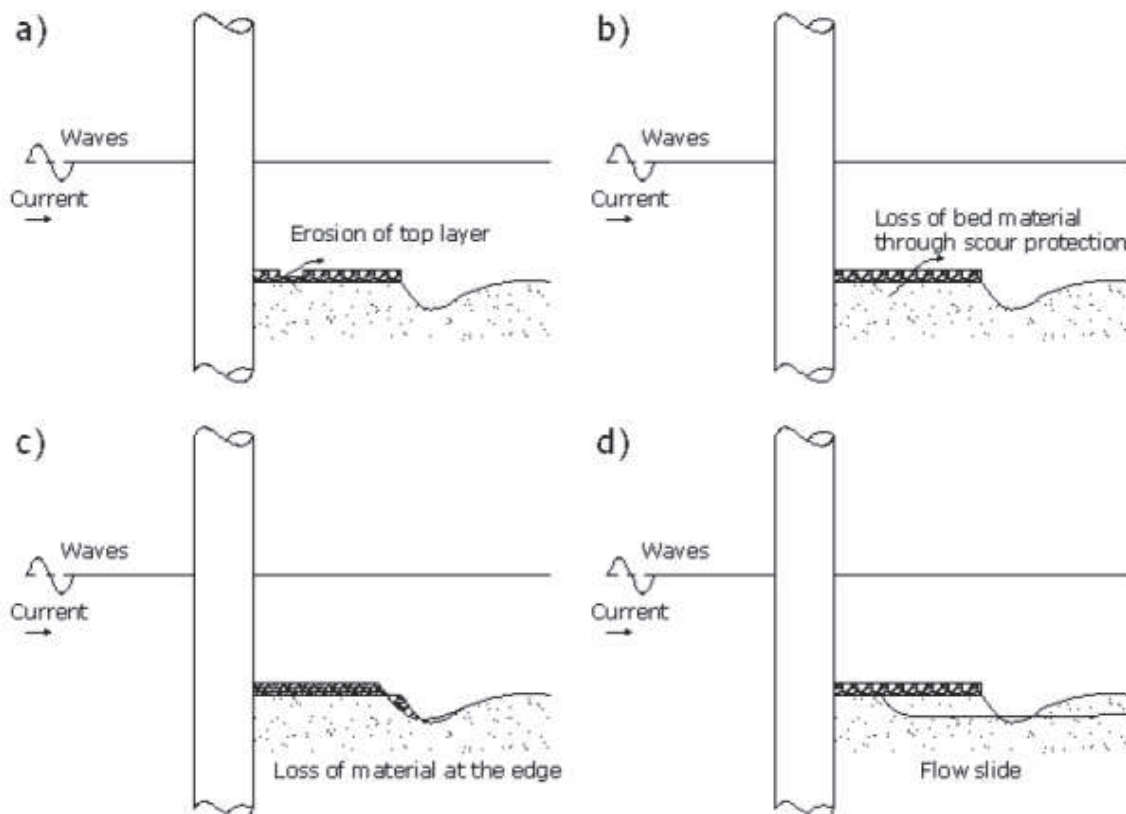 a)
Waves
Current
Erosion of top layer
b)
Waves
Current
Loss of bed material
through scour protection
c)
Waves
Current
Loss of material at the edge
d)
Waves
Current
Flow slide